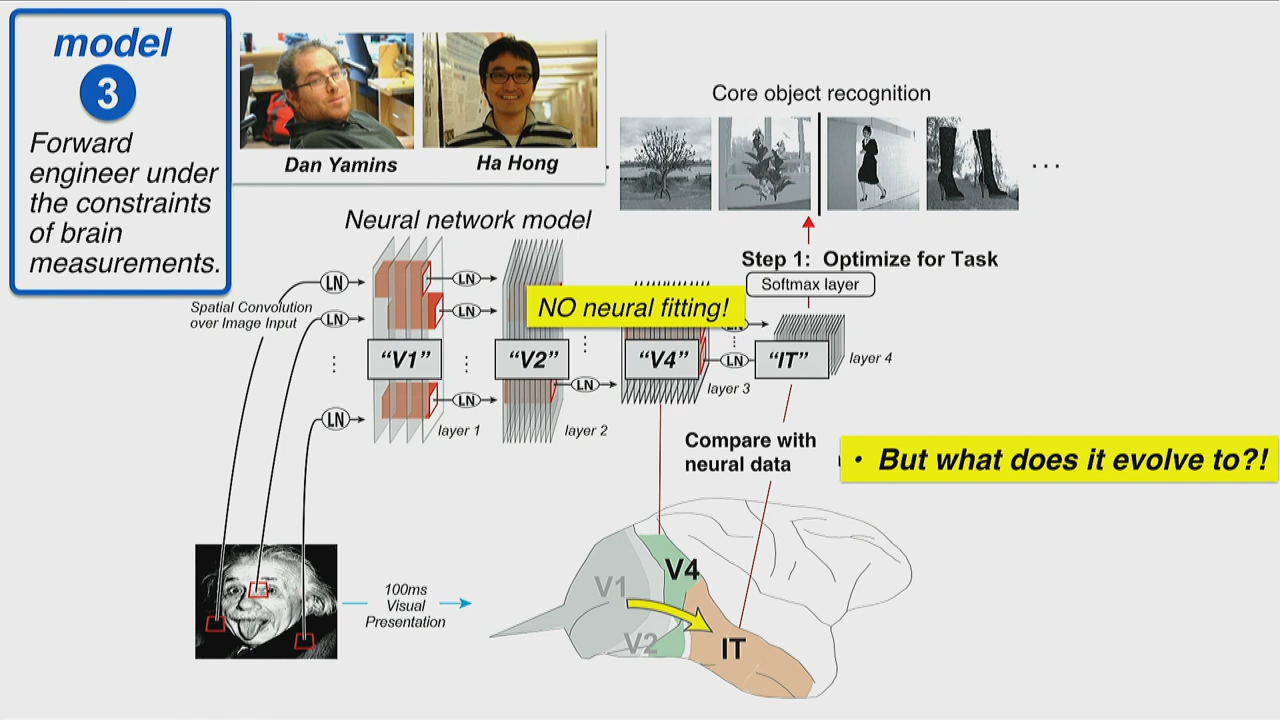 model
3
Forward
engineer under
the constraints
of brain
measurements.
Dan Yamins
Ha Hong
Core object recognition
. . .
Neural network model
Step 1: Optimize for Task
Softmax layer
NO neural fitting!
Spatial Convolution
over Image Input
LN
LN
LN
LN
LN
LN
LN
LN
LN
"V1"
"V2"
"V4"
"IT"
layer 1
layer 2
layer 3
layer 4
Compare with
neural data
• But what does it evolve to?!
100ms
Visual
Presentation
V1
V2
V4
IT